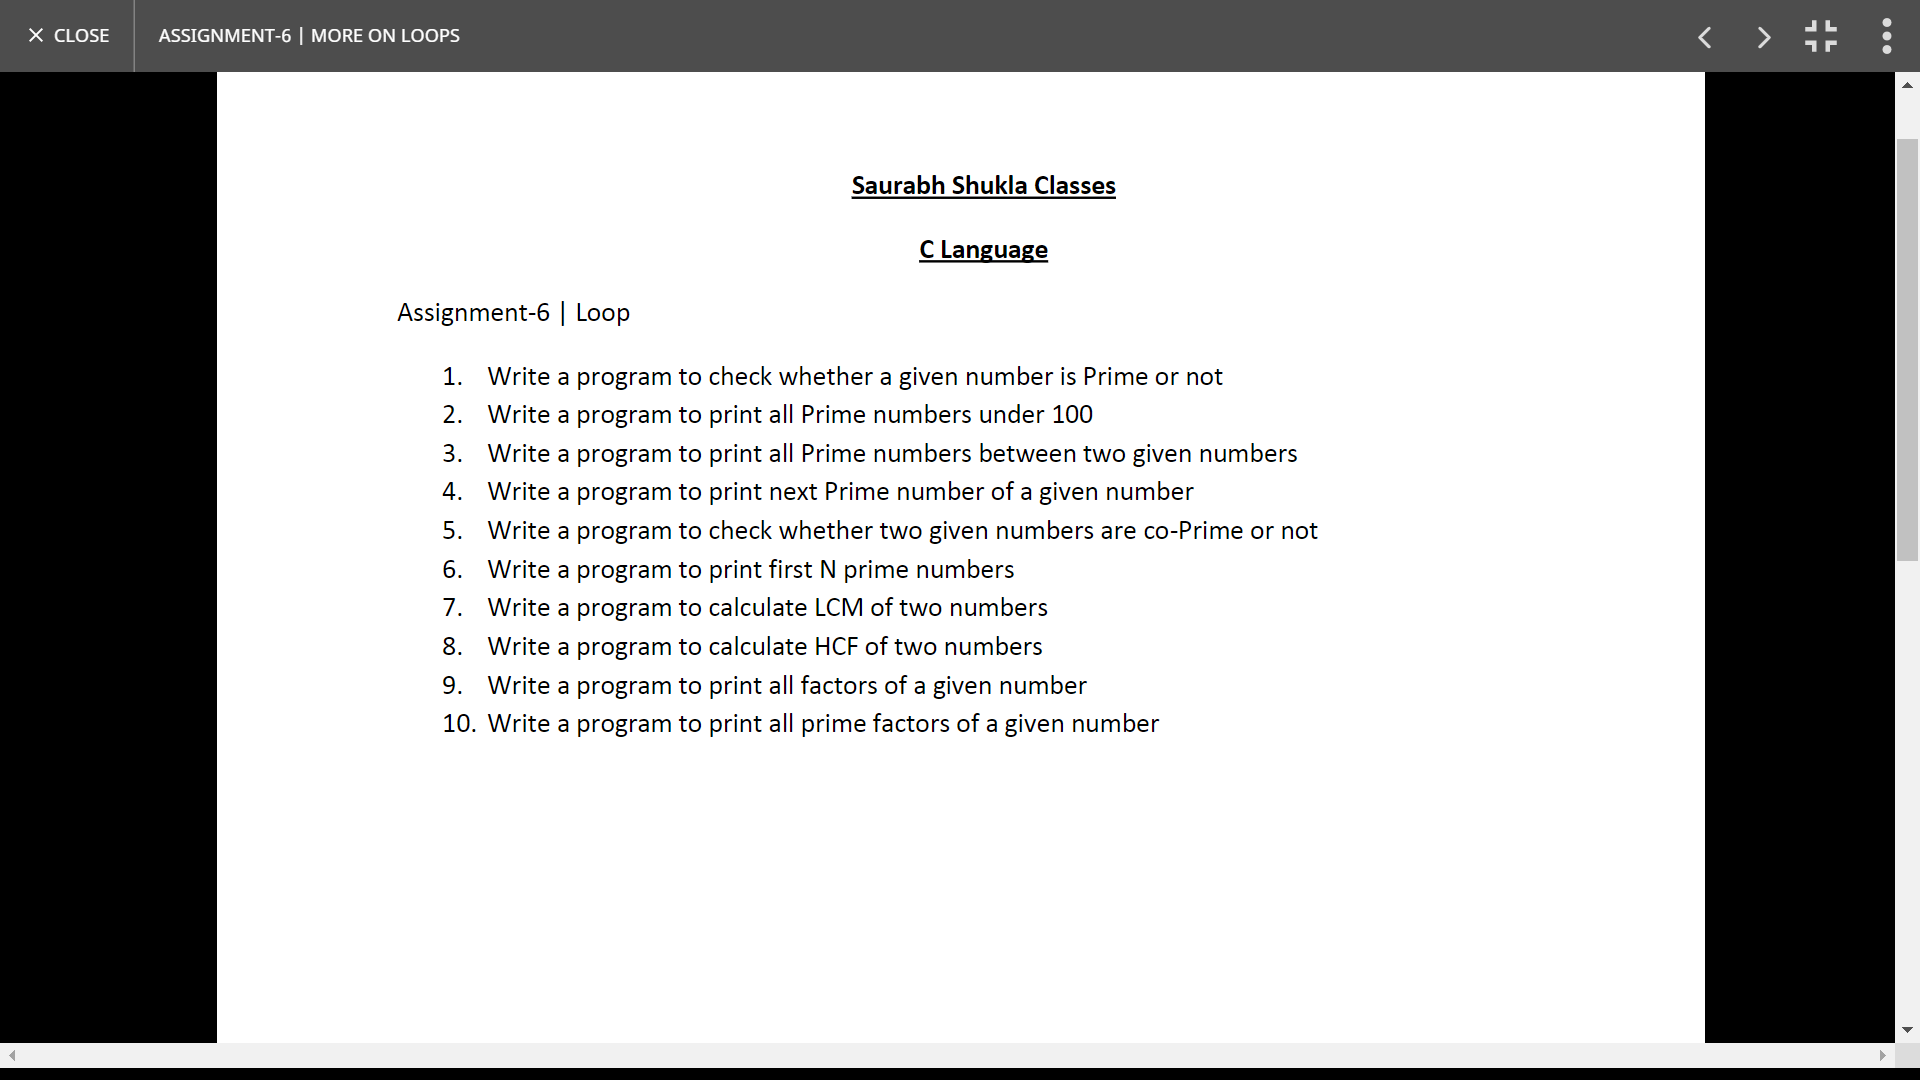 CLOSE
ASSIGNMENT-6 | MORE ON LOOPS
Saurabh Shukla Classes
C Language
Assignment-6 | Loop
1. Write a program to check whether a given number is Prime or not
2. Write a program to print all Prime numbers under 100
3. Write a program to print all Prime numbers between two given numbers
4. Write a program to print next Prime number of a given number
5. Write a program to check whether two given numbers are co-Prime or not
6. Write a program to print first N prime numbers
7. Write a program to calculate LCM of two numbers
8. Write a program to calculate HCF of two numbers
9. Write a program to print all factors of a given number
10. Write a program to print all prime factors of a given number